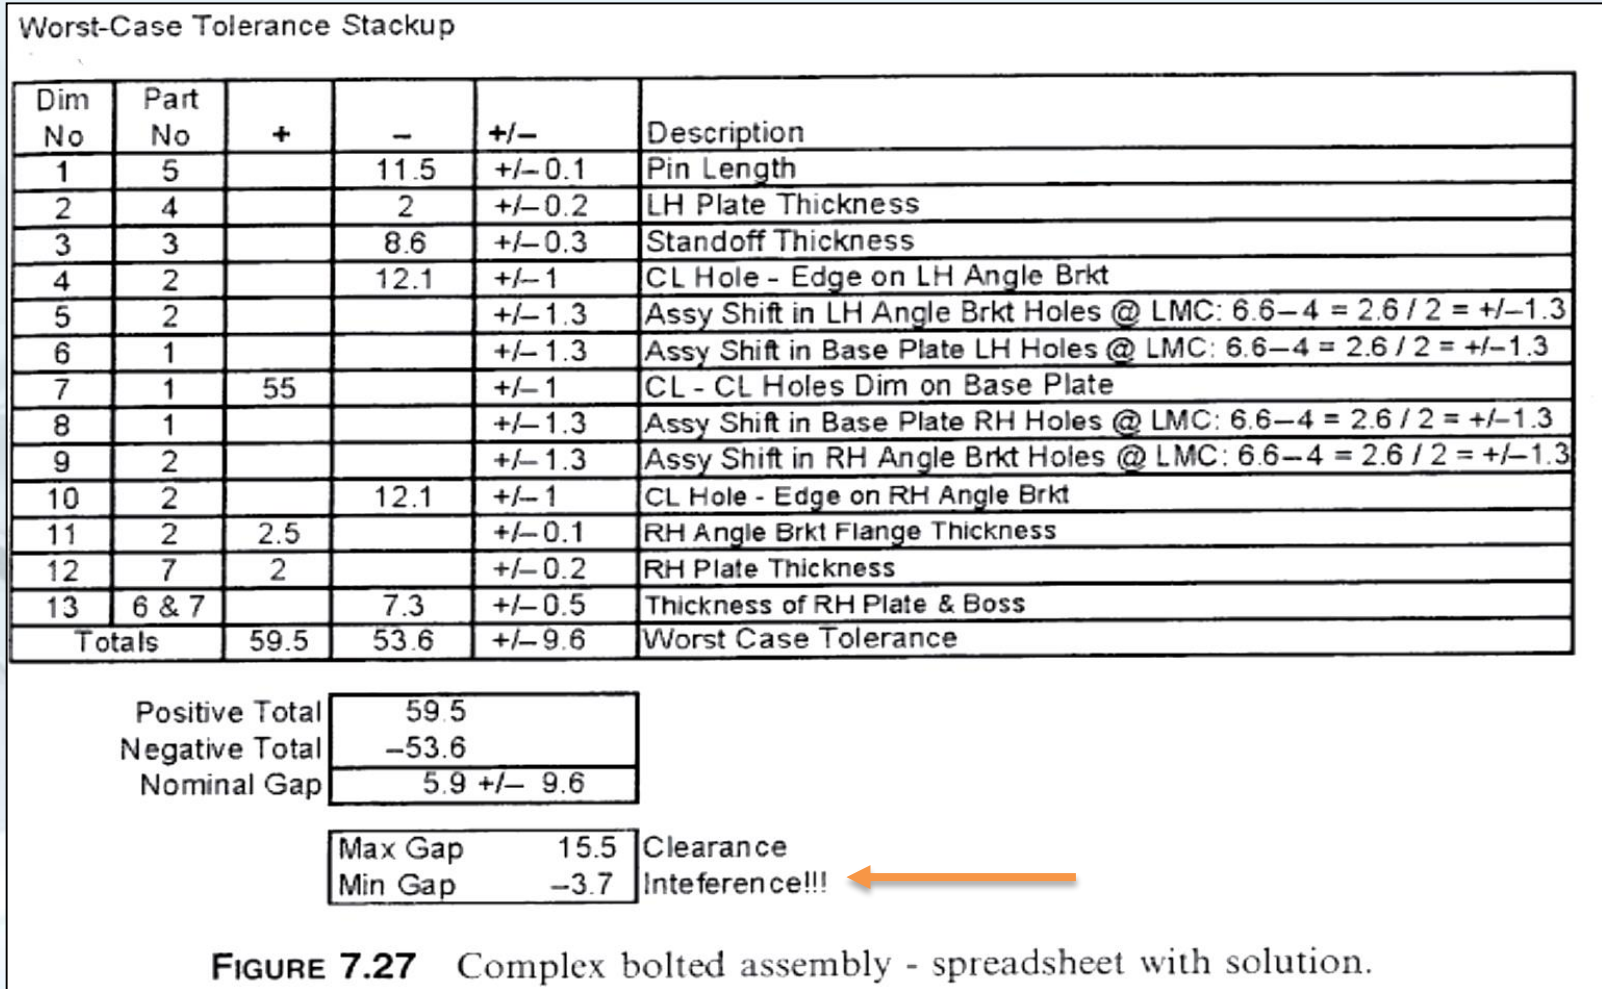 Worst-Case Tolerance Stackup
Dim No Part No + – +/– Description
1 5 11.5 +/–0.1 Pin Length
2 4 2 +/–0.2 LH Plate Thickness
3 3 8.6 +/–0.3 Standoff Thickness
4 2 12.1 +/–1 CL Hole - Edge on LH Angle Brkt
5 2 +/–1.3 Assy Shift in LH Angle Brkt Holes @ LMC: 6.6–4 = 2.6 / 2 = +/–1.3
6 1 +/–1.3 Assy Shift in Base Plate LH Holes @ LMC: 6.6–4 = 2.6 / 2 = +/–1.3
7 1 55 +/–1 CL - CL Holes Dim on Base Plate
8 1 +/–1.3 Assy Shift in Base Plate RH Holes @ LMC: 6.6–4 = 2.6 / 2 = +/–1.3
9 2 +/–1.3 Assy Shift in RH Angle Brkt Holes @ LMC: 6.6–4 = 2.6 / 2 = +/–1.3
10 2 12.1 +/–1 CL Hole - Edge on RH Angle Brkt
11 2 2.5 +/–0.1 RH Angle Brkt Flange Thickness
12 7 2 +/–0.2 RH Plate Thickness
13 6 & 7 7.3 +/–0.5 Thickness of RH Plate & Boss
Totals 59.5 53.6 +/–9.6 Worst Case Tolerance
Positive Total 59.5
Negative Total –53.6
Nominal Gap 5.9 +/– 9.6
Max Gap 15.5 Clearance
Min Gap –3.7 Inteference!!!
FIGURE 7.27 Complex bolted assembly - spreadsheet with solution.